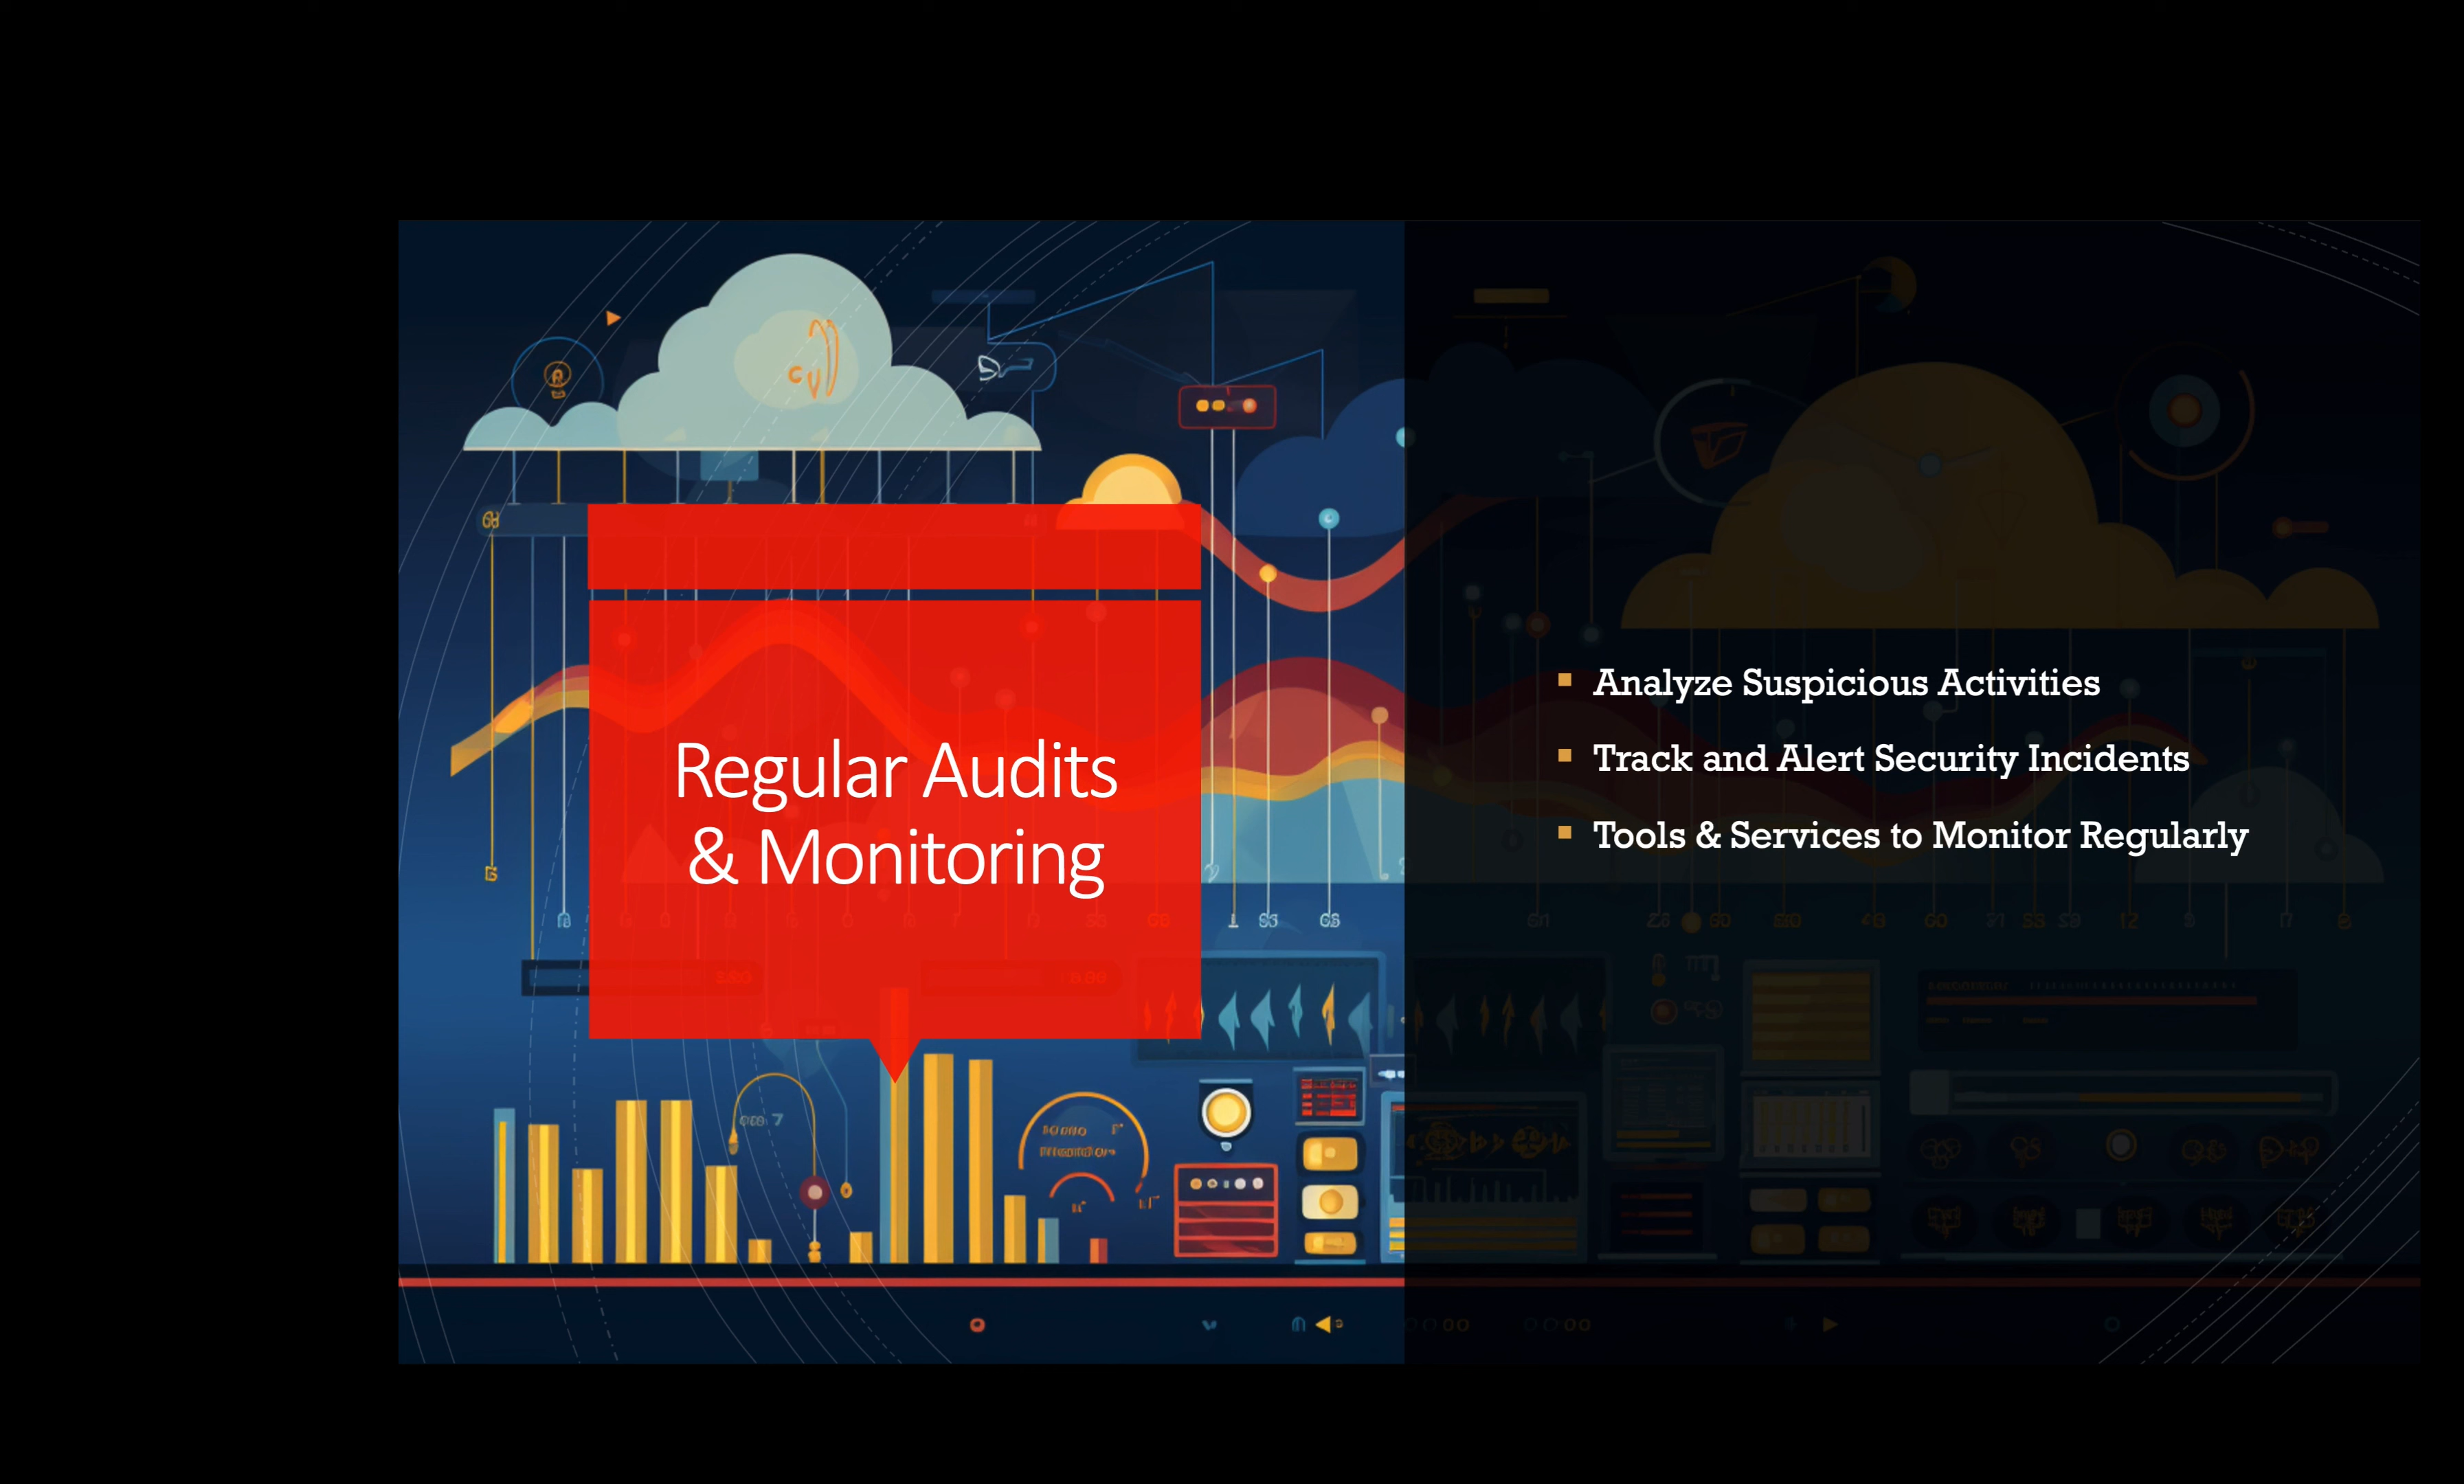 Regular Audits
& Monitoring
Analyze Suspicious Activities
Track and Alert Security Incidents
Tools & Services to Monitor Regularly